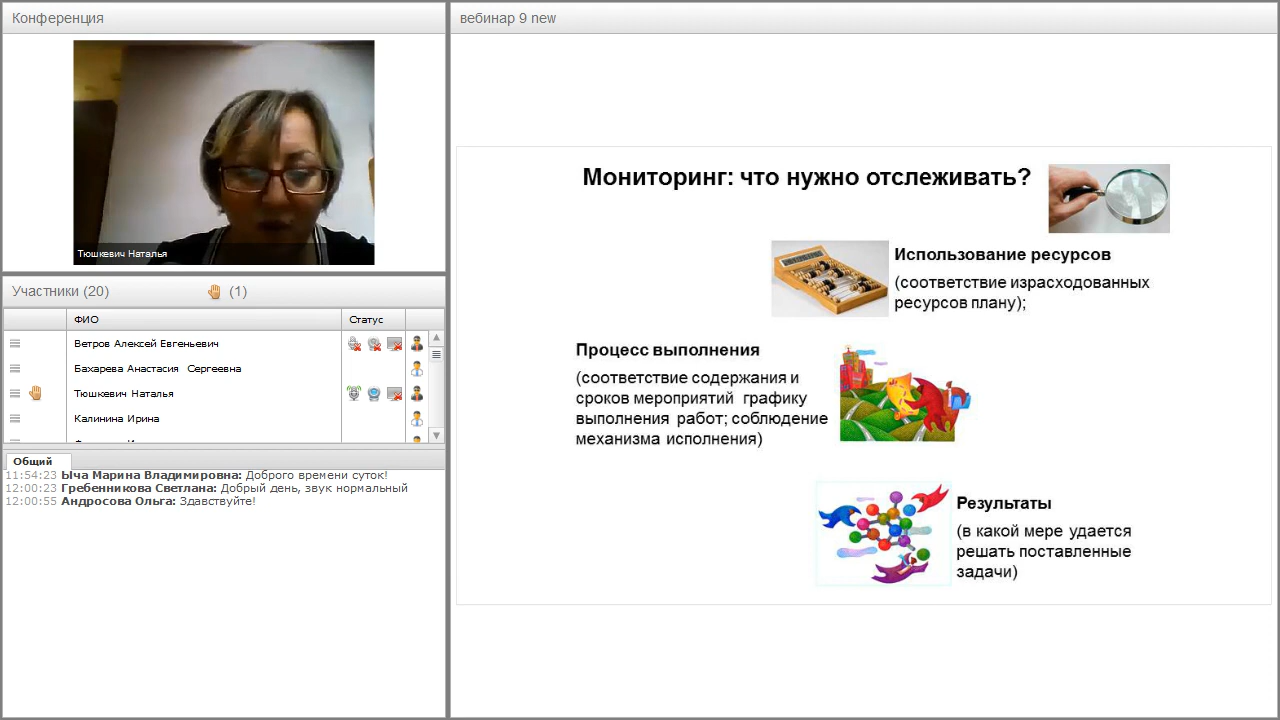 Конференция
Тюшкевич Наталья
Участники (20) (1)
ФИО Статус
Ветров Алексей Евгеньевич
Бахарева Анастасия Сергеевна
Тюшкевич Наталья
Калинина Ирина
Общий
11:54:23 Ыча Марина Владимировна: Доброго времени суток!
12:00:23 Гребенникова Светлана: Добрый день, звук нормальный
12:00:55 Андросова Ольга: Здавствуйте!
вебинар 9 new
Мониторинг: что нужно отслеживать?
Использование ресурсов
(соответствие израсходованных
ресурсов плану);
Процесс выполнения
(соответствие содержания и
сроков мероприятий графику
выполнения работ; соблюдение
механизма исполнения)
Результаты
(в какой мере удается
решать поставленные
задачи)